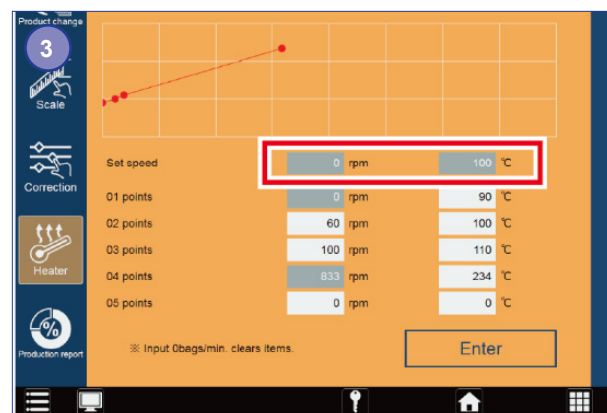 Product change
3
Scale
Correction
Heater
Production report
Set speed 0 rpm 100 ℃
01 points 0 rpm 90 ℃
02 points 60 rpm 100 ℃
03 points 100 rpm 110 ℃
04 points 833 rpm 234 ℃
05 points 0 rpm 0 ℃
※ Input 0bags/min. clears items.
Enter